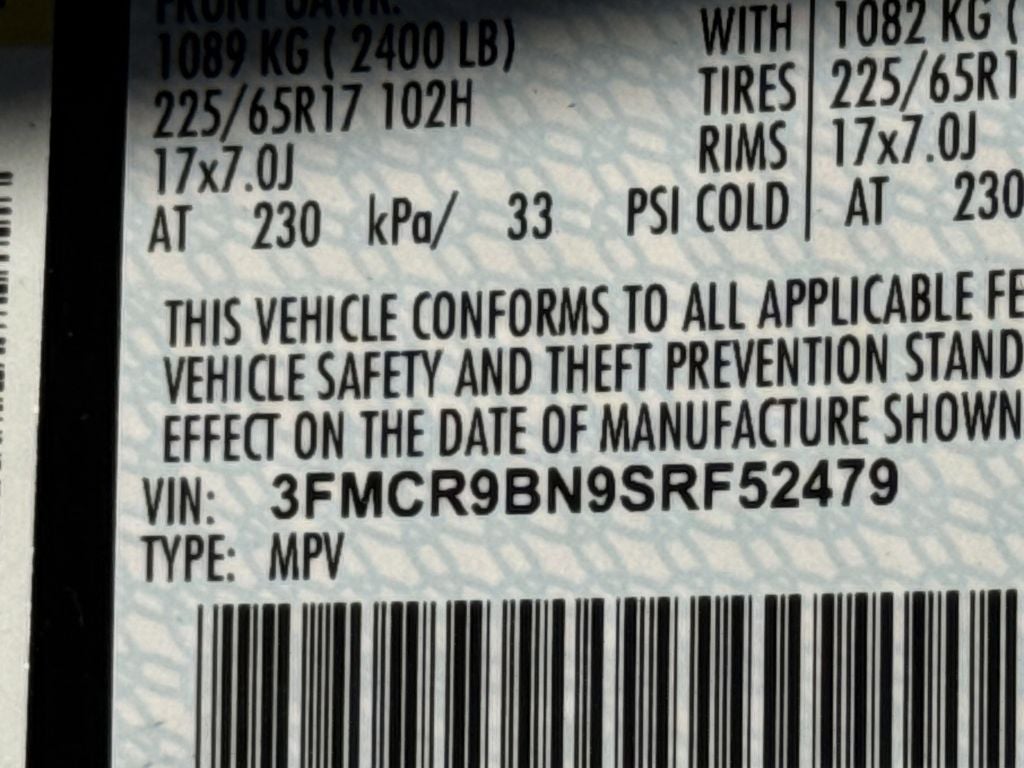 FRONT GAWR:
1089 KG ( 2400 LB) WITH 1082 KG (
225/65R17 102H TIRES 225/65R1
17x7.0J RIMS 17x7.0J
AT 230 kPa/ 33 PSI COLD AT 230
THIS VEHICLE CONFORMS TO ALL APPLICABLE FE
VEHICLE SAFETY AND THEFT PREVENTION STAND
EFFECT ON THE DATE OF MANUFACTURE SHOWN
VIN: 3FMCR9BN9SRF52479
TYPE: MPV